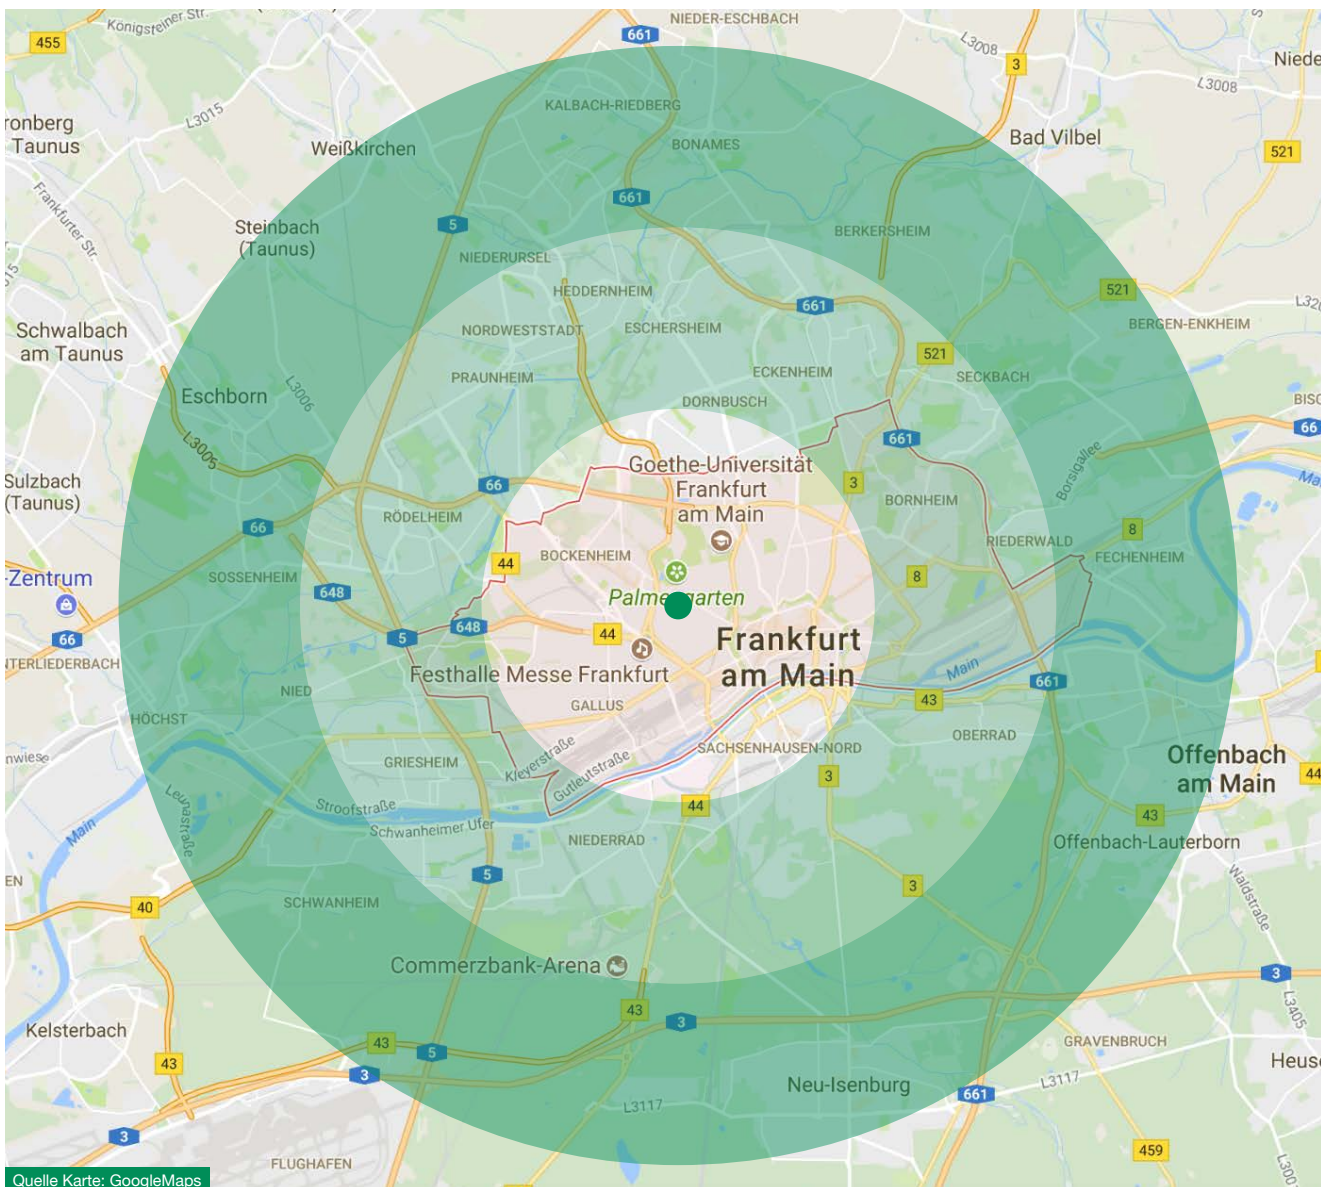 Königsteiner Str.
NIEDER-ESCHBACH
455
661
L3008
3
Niede
L3008
L3015
KALBACH-RIEDBERG
ronberg
Taunus
Weißkirchen
BONAMES
Bad Vilbel
521
Frankfurter Str.
661
5
Steinbach
(Taunus)
BERKERSHEIM
NIEDERURSEL
HEDDERNHEIM
661
521
BERGEN-ENKHEIM
Schwalbach
am Taunus
NORDWESTSTADT
ESCHERSHEIM
521
PRAUNHEIM
ECKENHEIM
SECKBACH
Eschborn
L3006
DORNBUSCH
BISC
66
L3005
661
Goethe-Universität
Frankfurt
am Main
Borsigallee
Sulzbach
(Taunus)
66
3
BORNHEIM
Ma
RÖDELHEIM
66
8
RIEDERWALD
FECHENHEIM
BOCKENHEIM
44
-Zentrum
SOSSENHEIM
8
648
Palmengarten
66
5
648
44
Frankfurt
am Main
NTERLIEDERBACH
Festhalle Messe Frankfurt
Main
661
NIED
43
HÖCHST
GALLUS
OBERRAD
nwiese
SACHSENHAUSEN-NORD
Offenbach
am Main
GRIESHEIM
Kleyerstraße
Gutleutstraße
3
44
Leunastraße
Stroofstraße
44
43
Main
Schwanheimer Ufer
NIEDERRAD
Offenbach-Lauterborn
EN
5
3
Waldstraße
40
SCHWANHEIM
Commerzbank-Arena
3
43
3
L3405
Kelsterbach
43
5
GRAVENBRUCH
43
3
Neu-Isenburg
L3117
Heus
661
L3117
3
459
FLUGHAFEN
Quelle Karte: GoogleMaps